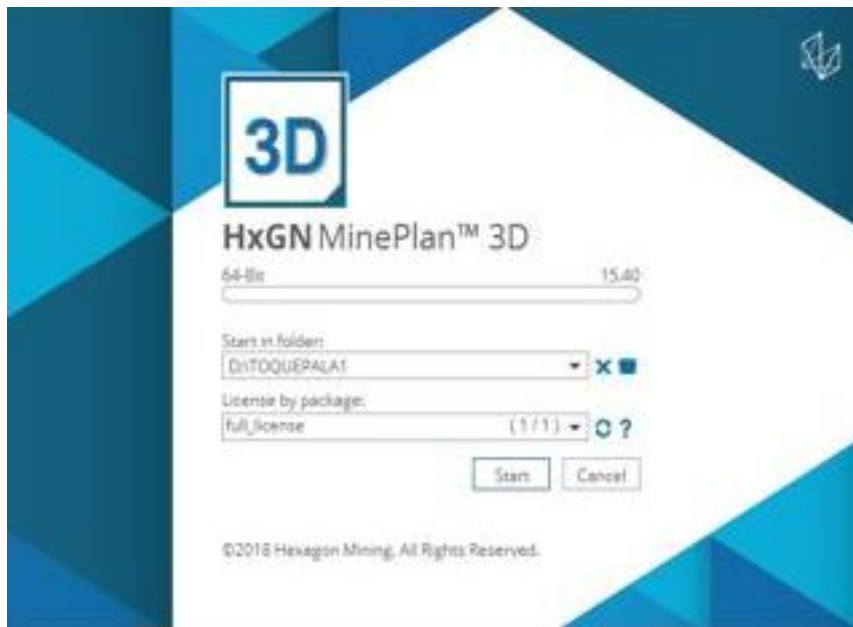 3D
HxGN MinePlan™ 3D
64-Bit 15.40
Start in folder:
D:\TOQUEPALA1
License by package:
full_license (1/1)
?
Start Cancel
©2018 Hexagon Mining, All Rights Reserved.